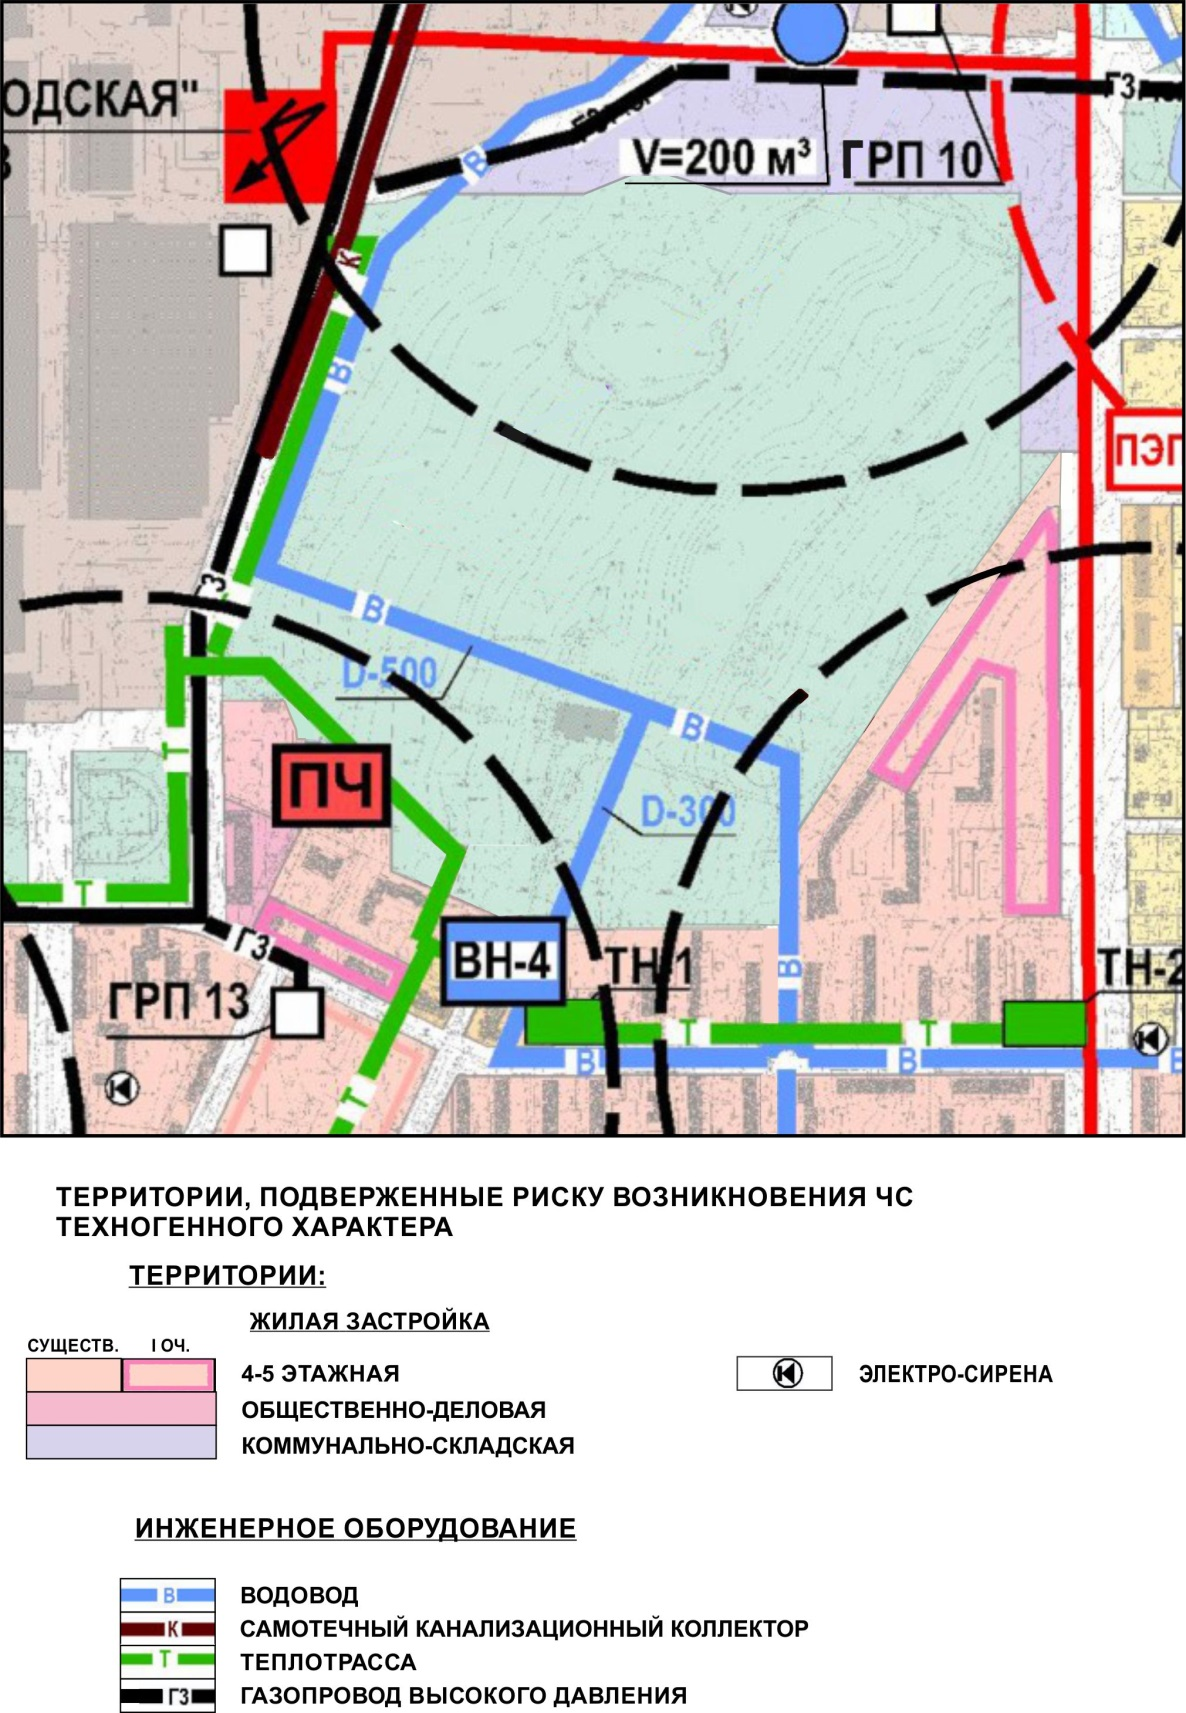 ОДСКАЯ"
В
Г3
V=200 м³
ГРП 10
К
В
ПЭГ
3
В
D-500
В
Т
ПЧ
D-300
Т
Г3
ВН-4
ТН-1
В
ТН-2
ГРП 13
Т
Т
В
В
В
Т
ТЕРРИТОРИИ, ПОДВЕРЖЕННЫЕ РИСКУ ВОЗНИКНОВЕНИЯ ЧС
ТЕХНОГЕННОГО ХАРАКТЕРА
ТЕРРИТОРИИ:
ЖИЛАЯ ЗАСТРОЙКА
СУЩЕСТВ. I ОЧ.
4-5 ЭТАЖНАЯ
ЭЛЕКТРО-СИРЕНА
ОБЩЕСТВЕННО-ДЕЛОВАЯ
КОММУНАЛЬНО-СКЛАДСКАЯ
ИНЖЕНЕРНОЕ ОБОРУДОВАНИЕ
В ВОДОВОД
К САМОТЕЧНЫЙ КАНАЛИЗАЦИОННЫЙ КОЛЛЕКТОР
Т ТЕПЛОТРАССА
Г3 ГАЗОПРОВОД ВЫСОКОГО ДАВЛЕНИЯ